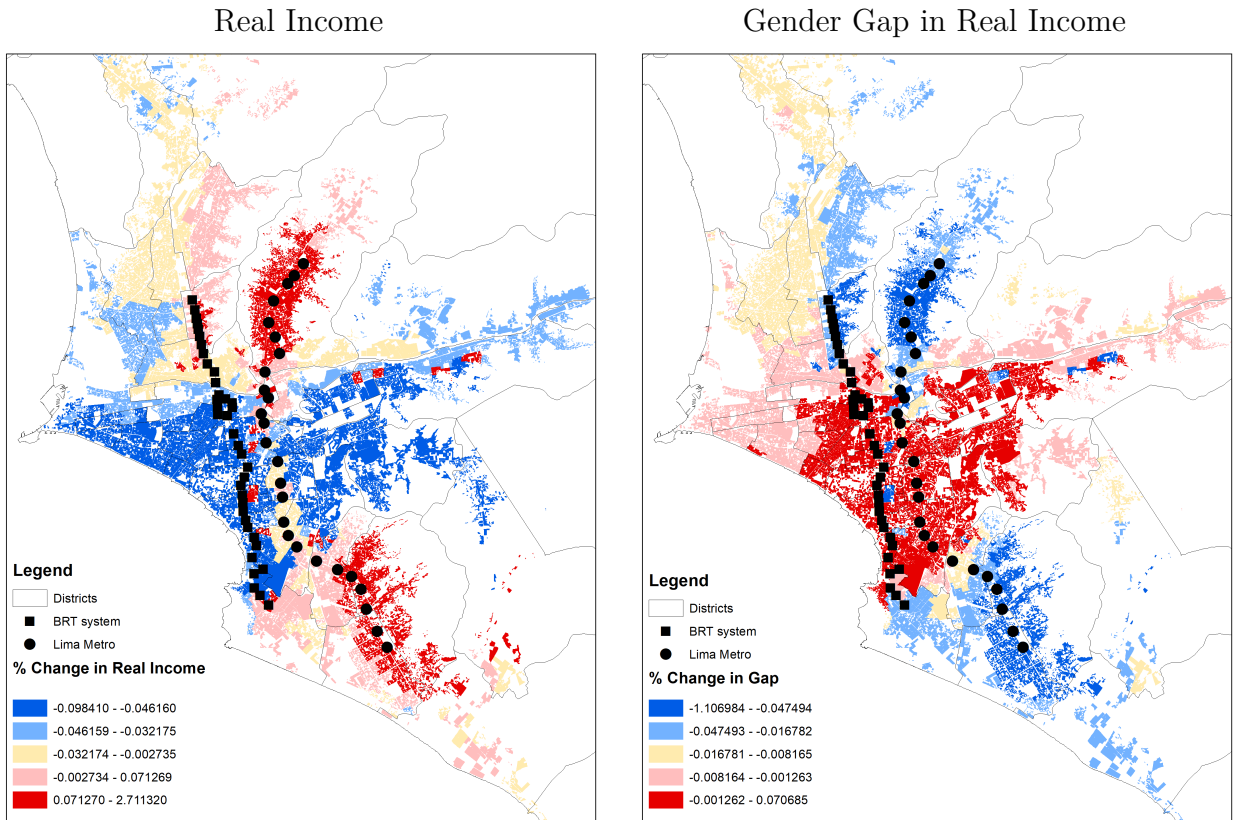 Real Income
Legend
Districts
BRT system
Lima Metro
% Change in Real Income
-0.098410 - -0.046160
-0.046159 - -0.032175
-0.032174 - -0.002735
-0.002734 - 0.071269
0.071270 - 2.711320
Gender Gap in Real Income
Legend
Districts
BRT system
Lima Metro
% Change in Gap
-1.106984 - -0.047494
-0.047493 - -0.016782
-0.016781 - -0.008165
-0.008164 - -0.001263
-0.001262 - 0.070685